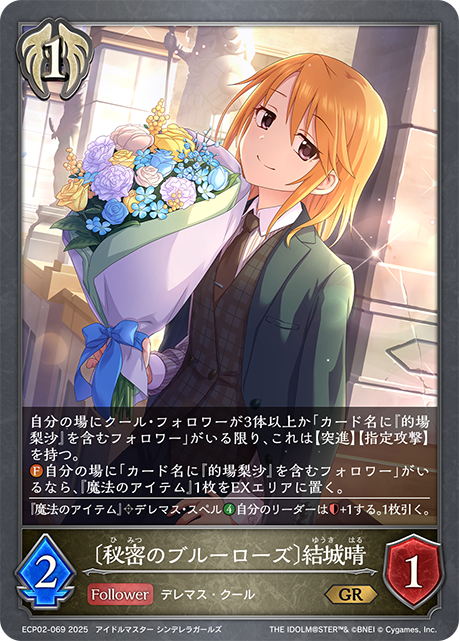 1
自分の場にクール・フォロワーが3体以上か「カード名に『的場
梨沙』を含むフォロワー」がいる限り、これは【突進】【指定攻撃】
を持つ。
F自分の場に「カード名に『的場梨沙』を含むフォロワー」がい
るなら、『魔法のアイテム』1枚をEXエリアに置く。
『魔法のアイテム』デレマス・スペル4自分のリーダーは+1する。1枚引く。
ひみつ ゆうき はる
〔秘密のブルーローズ〕結城晴
2
Follower デレマス・クール GR
1
ECP02-069 2025 アイドルマスター シンデレラガールズ THE IDOLM@STER™& ©BNEI © Cygames, Inc.